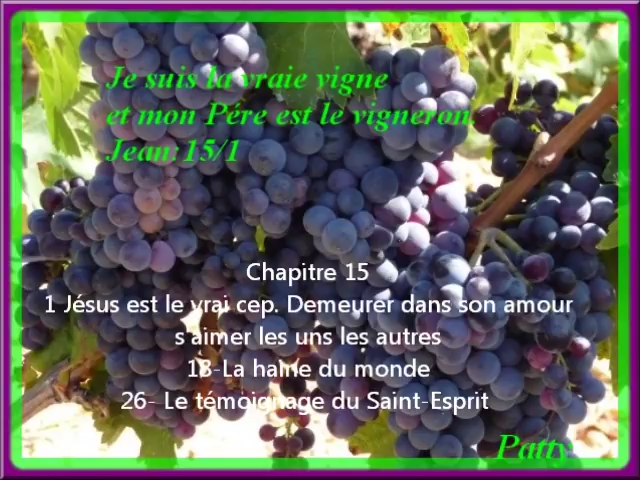 Je suis la vraie vigne
et mon Pére est le vigneron.
Jean:15/1
Chapitre 15
1 Jésus est le vrai cep. Demeurer dans son amour
s'aimer les uns les autres
18-La haine du monde
26- Le témoignage du Saint-Esprit
Patty